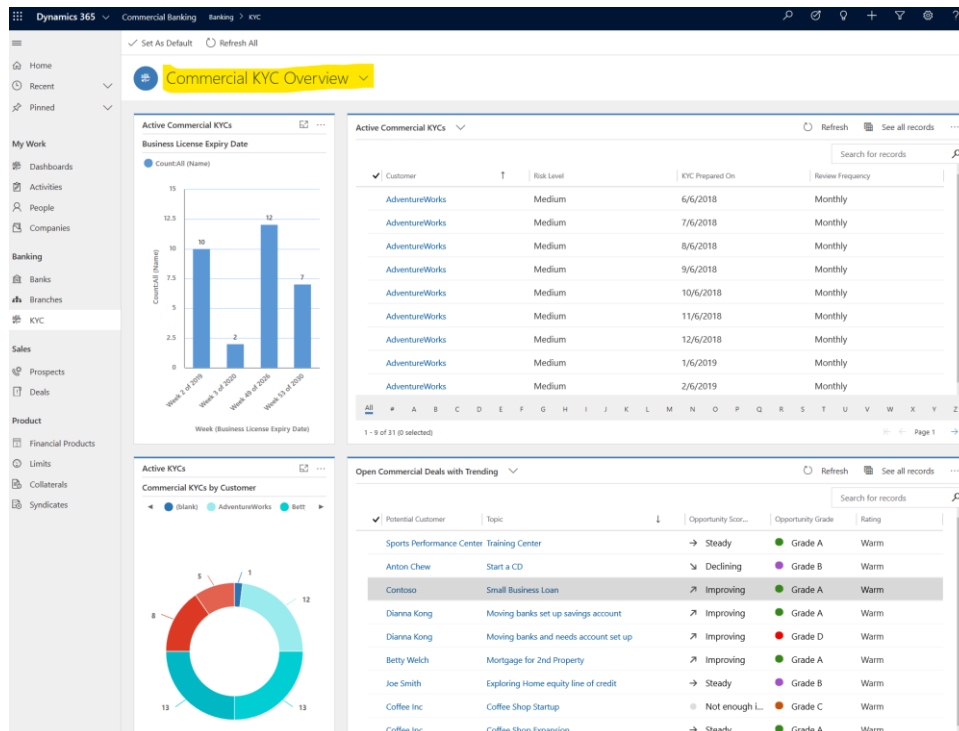 Dynamics 365 Commercial Banking Banking > KYC ?
Set As Default Refresh All
Home
Recent
Pinned
My Work
Dashboards
Activities
People
Companies
Banking
Banks
Branches
KYC
Sales
Prospects
Deals
Product
Financial Products
Limits
Collaterals
Syndicates
Commercial KYC Overview
Active Commercial KYCs ...
Business License Expiry Date
Count:All (Name)
15
12.5
10
7.5
5
2.5
0
Count:All (Name)
10
2
12
7
Week 2 of 2019
Week 3 of 2020
Week 49 of 2026
Week 53 of 2030
Week (Business License Expiry Date)
Active Commercial KYCs Refresh See all records ...
Search for records
Customer Risk Level KYC Prepared On Review Frequency
AdventureWorks Medium 6/6/2018 Monthly
AdventureWorks Medium 7/6/2018 Monthly
AdventureWorks Medium 8/6/2018 Monthly
AdventureWorks Medium 9/6/2018 Monthly
AdventureWorks Medium 10/6/2018 Monthly
AdventureWorks Medium 11/6/2018 Monthly
AdventureWorks Medium 12/6/2018 Monthly
AdventureWorks Medium 1/6/2019 Monthly
AdventureWorks Medium 2/6/2019 Monthly
All # A B C D E F G H I J K L M N O P Q R S T U V W X Y Z
1 - 9 of 31 (0 selected) Page 1
Active KYCs ...
Commercial KYCs by Customer
(blank) AdventureWorks Bett
5
1
12
8
13
13
Open Commercial Deals with Trending Refresh See all records ...
Search for records
Potential Customer Topic Opportunity Scor... Opportunity Grade Rating
Sports Performance Center Training Center Steady Grade A Warm
Anton Chew Start a CD Declining Grade B Warm
Contoso Small Business Loan Improving Grade A Warm
Dianna Kong Moving banks set up savings account Improving Grade A Warm
Dianna Kong Moving banks and needs account set up Improving Grade D Warm
Betty Welch Mortgage for 2nd Property Improving Grade A Warm
Joe Smith Exploring Home equity line of credit Steady Grade B Warm
Coffee Inc Coffee Shop Startup Not enough i... Grade C Warm
Coffee Inc Coffee Shop Expansion Steady Grade A Warm